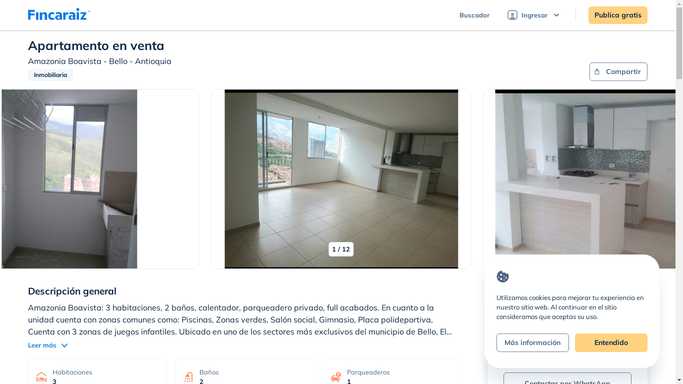 Fincaraiz
Buscador
Ingresar
Publica gratis
Apartamento en venta
Amazonia Boavista - Bello - Antioquia
Inmobiliaria
Compartir
1 / 12
Descripción general
Amazonia Boavista: 3 habitaciones, 2 baños, calentador, parqueadero privado, full acabados. En cuanto a la
unidad cuenta con zonas comunes como: Piscinas, Zonas verdes, Salón social, Gimnasio, Placa polideportiva,
Cuenta con 3 zonas de juegos infantiles. Ubicado en uno de los sectores más exclusivos del municipio de Bello, El...
Leer más
Habitaciones
3
Baños
2
Parqueaderos
1
Utilizamos cookies para mejorar tu experiencia en
nuestro sitio web. Al continuar en el sitio
consideramos que aceptás su uso.
Más información
Entendido
Contactar por WhatsApp